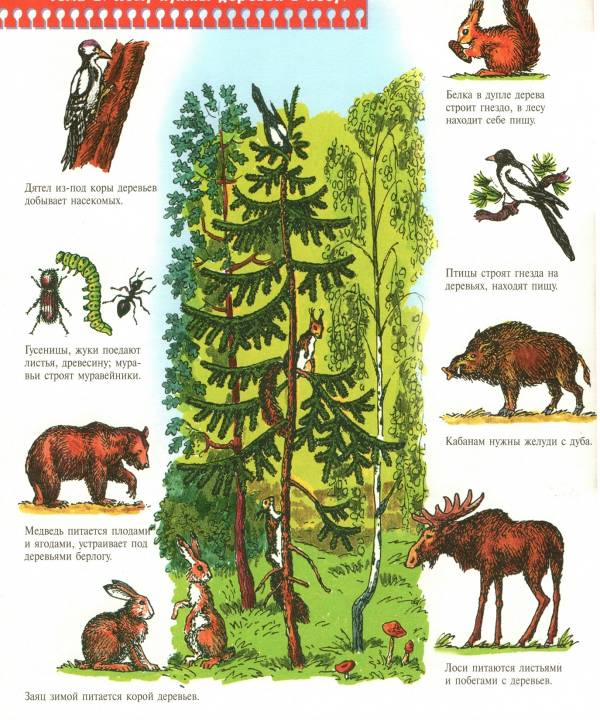 Белка в дупле дерева
строит гнездо, в лесу
находит себе пищу.
Дятел из-под коры деревьев
добывает насекомых.
Птицы строят гнезда на
деревьях, находят пищу.
Гусеницы, жуки поедают
листья, древесину; мура-
вьи строят муравейники.
Кабанам нужны желуди с дуба.
Медведь питается плодами
и ягодами, устраивает под
деревьями берлогу.
Лоси питаются листьями
и побегами с деревьев.
Заяц зимой питается корой деревьев.